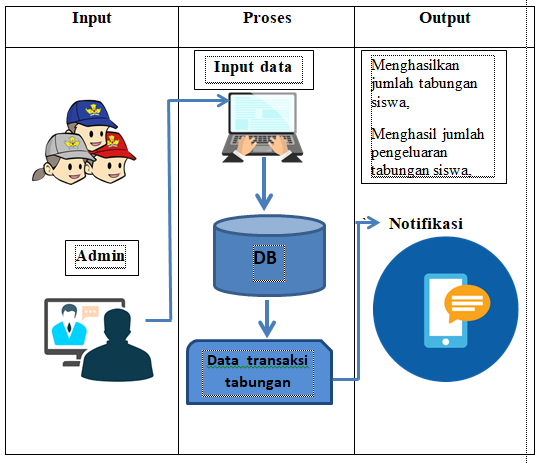 Input
Proses
Output
Input data
Menghasilkan
jumlah tabungan
siswa,
Menghasil jumlah
pengeluaran
tabungan siswa,
Admin
DB
Notifikasi
Data transaksi
tabungan